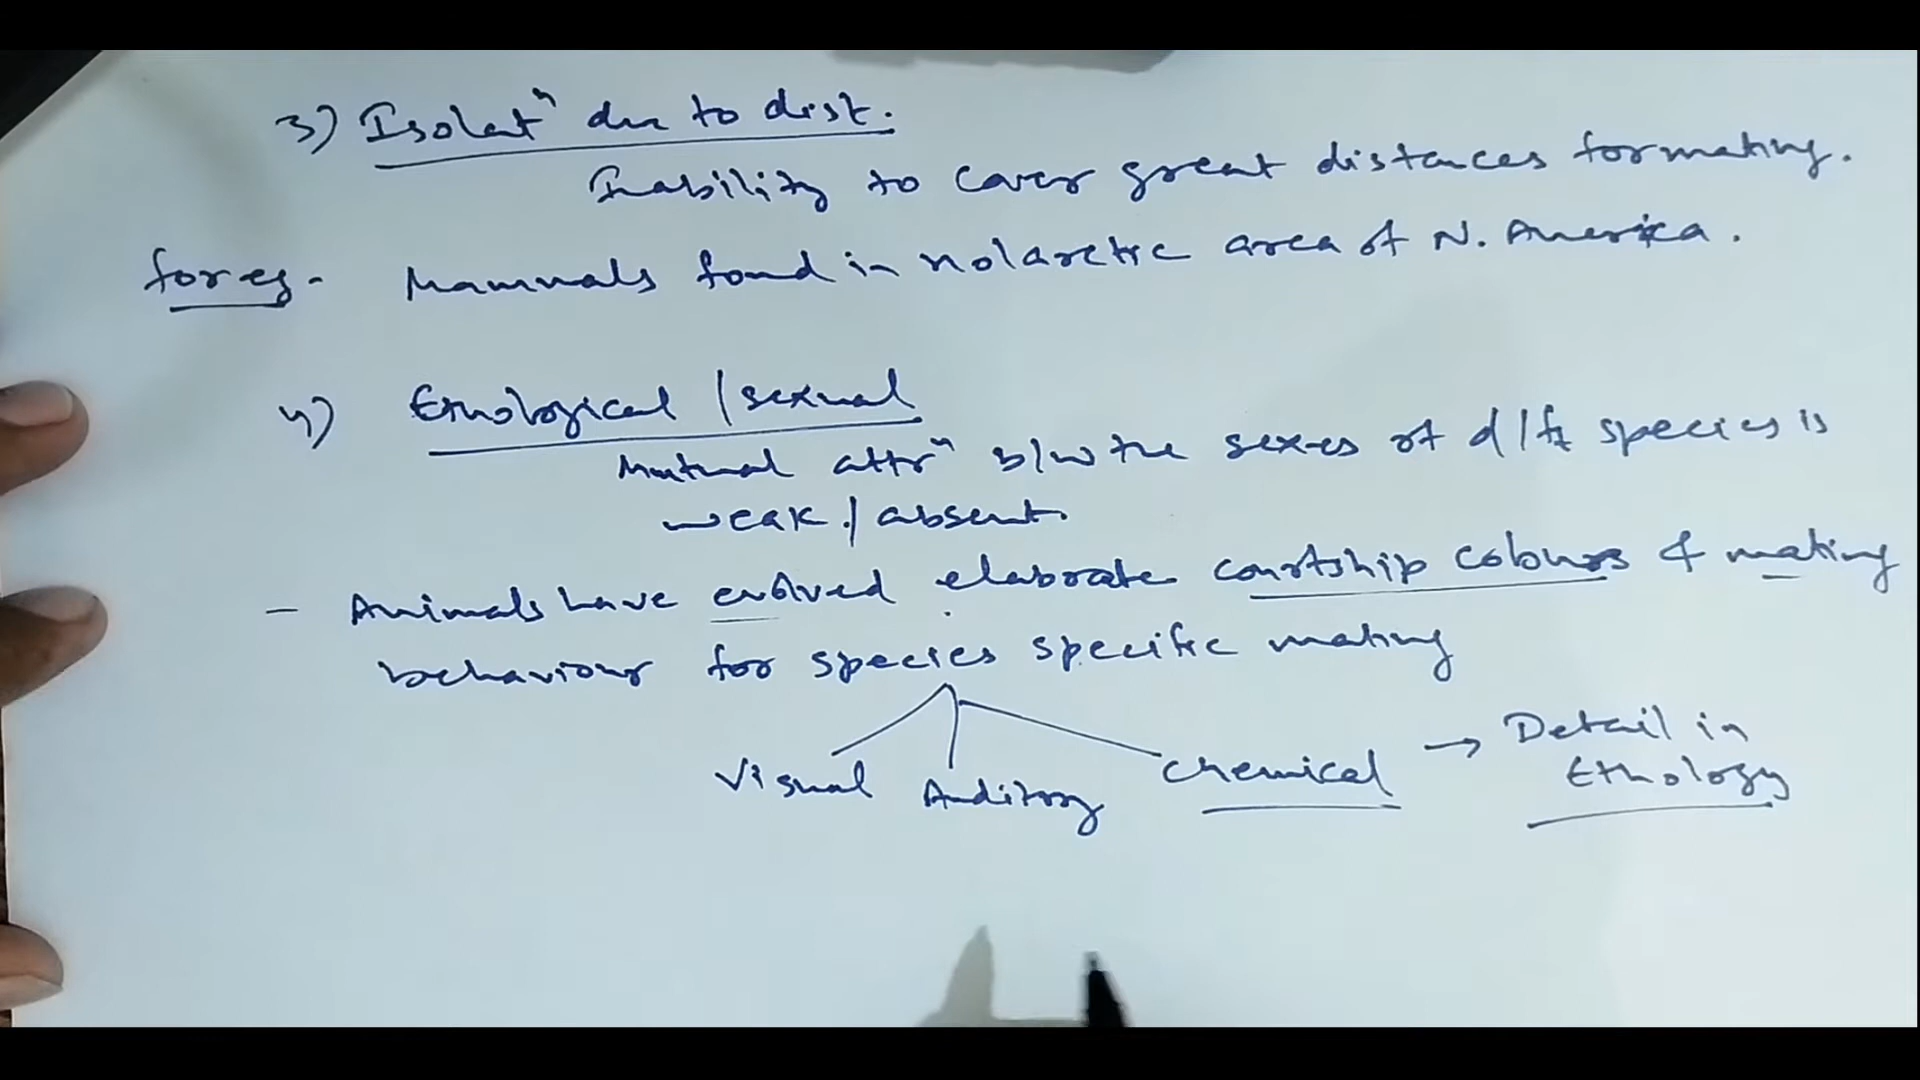 3) Isolatⁿ due to dist.
Inability to cover great distances for mating.
for eg- Mammals found in holarctic area of N. America.
4) Ethological / sexual
Mutual attrⁿ b/w the sexes of d/ft species is
weak / absent.
- Animals have evolved elaborate courtship colours & mating
behaviour for species specific mating
Visual Auditory Chemical → Detail in
Ethology